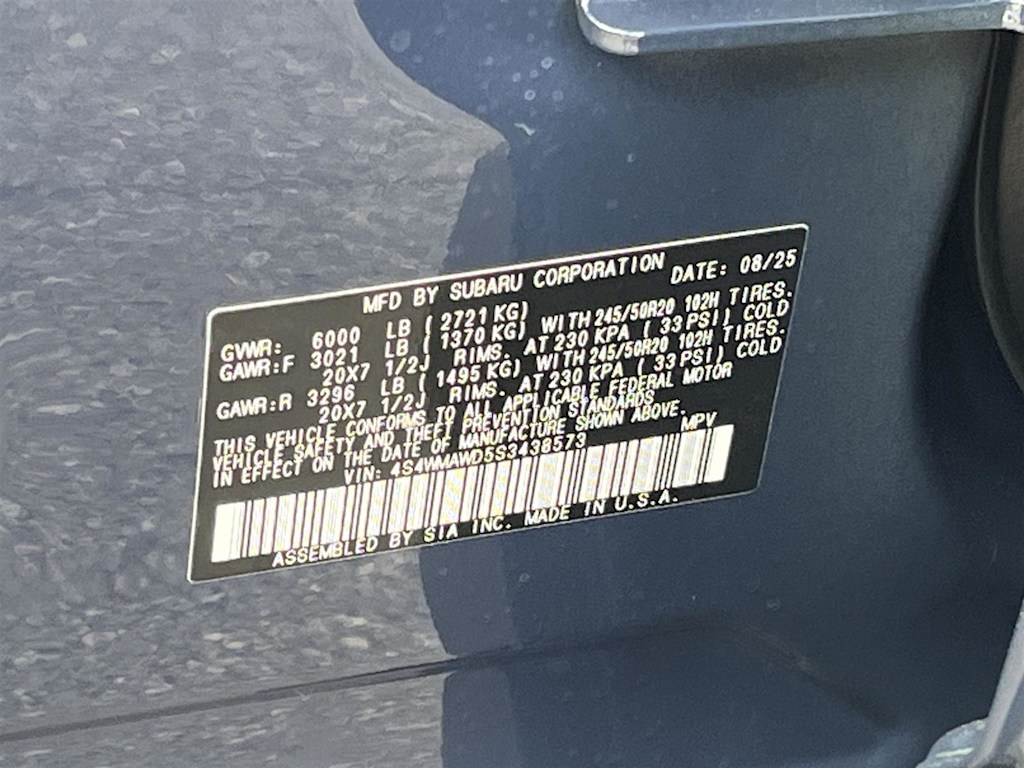 MFD BY SUBARU CORPORATION DATE: 08/25
GVWR: 6000 LB ( 2721 KG)
GAWR:F 3021 LB ( 1370 KG) WITH 245/50R20 102H TIRES.
20X7 1/2J RIMS. AT 230 KPA ( 33 PSI) COLD
GAWR:R 3296 LB ( 1495 KG) WITH 245/50R20 102H TIRES.
20X7 1/2J RIMS. AT 230 KPA ( 33 PSI) COLD
THIS VEHICLE CONFORMS TO ALL APPLICABLE FEDERAL MOTOR
VEHICLE SAFETY AND THEFT PREVENTION STANDARDS
IN EFFECT ON THE DATE OF MANUFACTURE SHOWN ABOVE.
VIN: 4S4WMAWD5S3438573 MPV
ASSEMBLED BY SIA INC. MADE IN U.S.A.